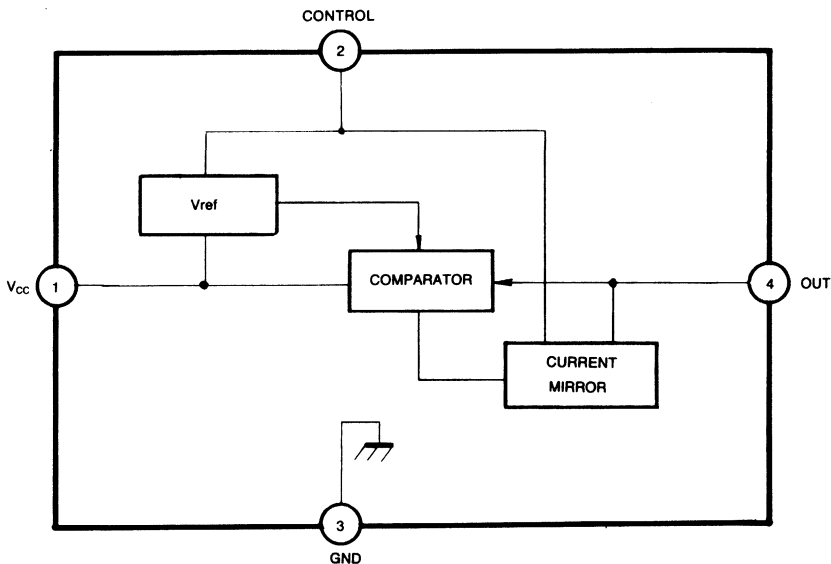 CONTROL
2
Vref
COMPARATOR
Vcc
1
4
OUT
CURRENT
MIRROR
3
GND